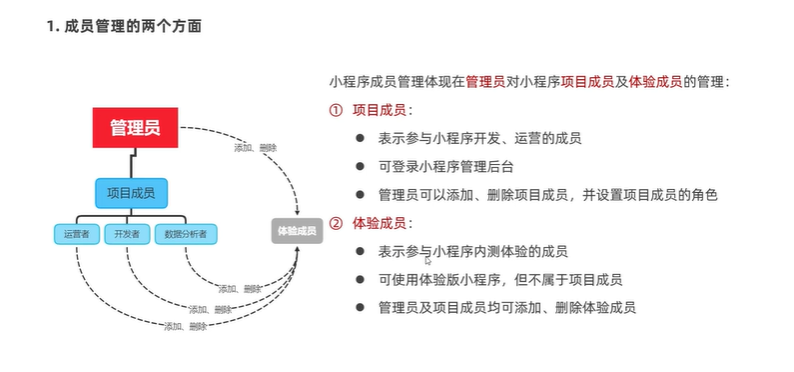 1. 成员管理的两个方面
小程序成员管理体现在管理员对小程序项目成员及体验成员的管理：
① 项目成员：
● 表示参与小程序开发、运营的成员
● 可登录小程序管理后台
● 管理员可以添加、删除项目成员，并设置项目成员的角色
② 体验成员：
● 表示参与小程序内测体验的成员
● 可使用体验版小程序，但不属于项目成员
● 管理员及项目成员均可添加、删除体验成员
管理员
添加、删除
项目成员
运营者
开发者
数据分析者
体验成员
添加、删除
添加、删除
添加、删除